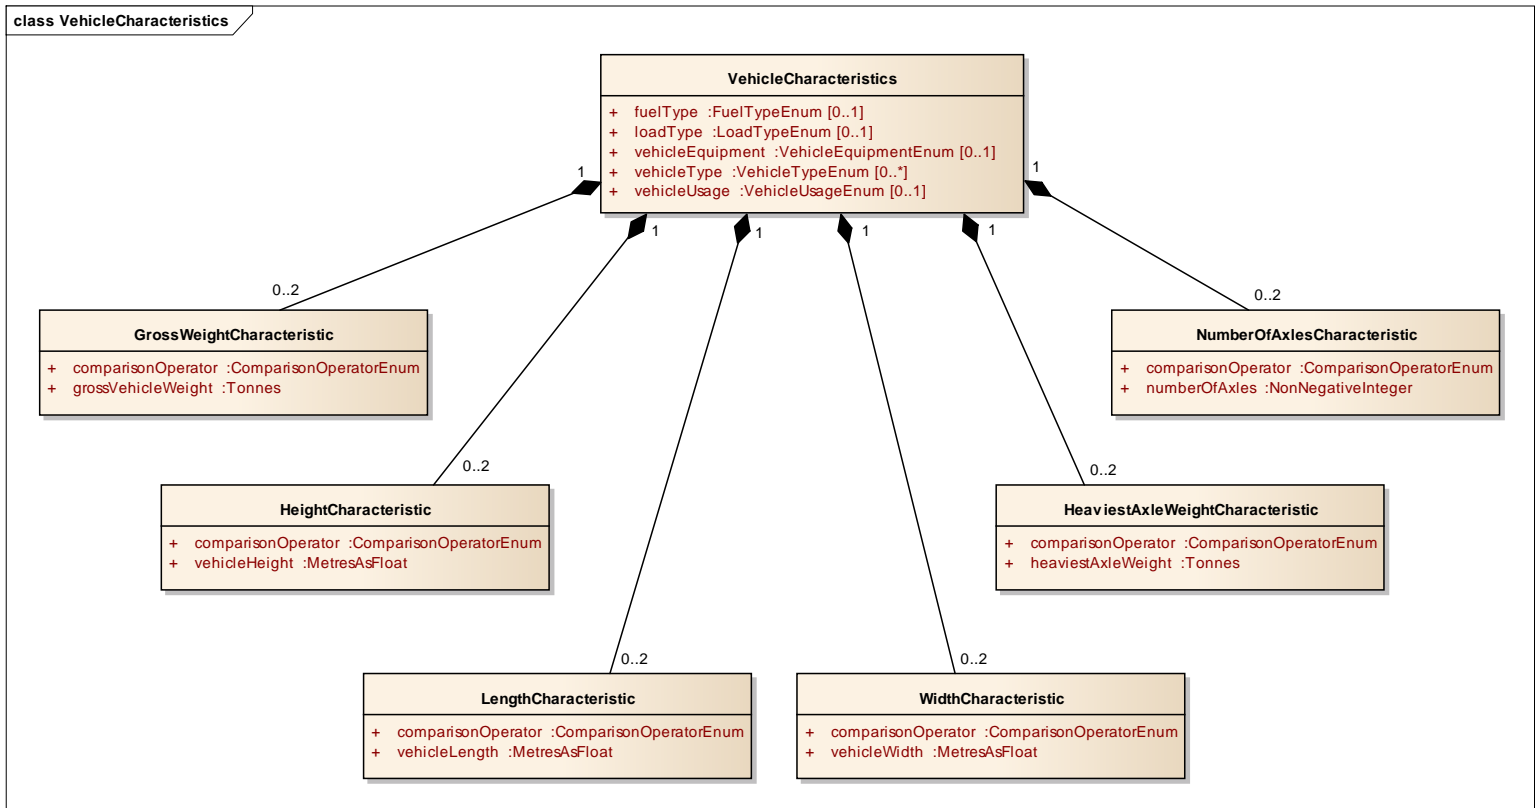 class VehicleCharacteristics
VehicleCharacteristics
+ fuelType :FuelTypeEnum [0..1]
+ loadType :LoadTypeEnum [0..1]
+ vehicleEquipment :VehicleEquipmentEnum [0..1]
+ vehicleType :VehicleTypeEnum [0..*]
+ vehicleUsage :VehicleUsageEnum [0..1]
1
1
1
1
1
1
0..2
0..2
GrossWeightCharacteristic
+ comparisonOperator :ComparisonOperatorEnum
+ grossVehicleWeight :Tonnes
NumberOfAxlesCharacteristic
+ comparisonOperator :ComparisonOperatorEnum
+ numberOfAxles :NonNegativeInteger
0..2
0..2
HeightCharacteristic
+ comparisonOperator :ComparisonOperatorEnum
+ vehicleHeight :MetresAsFloat
HeaviestAxleWeightCharacteristic
+ comparisonOperator :ComparisonOperatorEnum
+ heaviestAxleWeight :Tonnes
0..2
0..2
LengthCharacteristic
+ comparisonOperator :ComparisonOperatorEnum
+ vehicleLength :MetresAsFloat
WidthCharacteristic
+ comparisonOperator :ComparisonOperatorEnum
+ vehicleWidth :MetresAsFloat